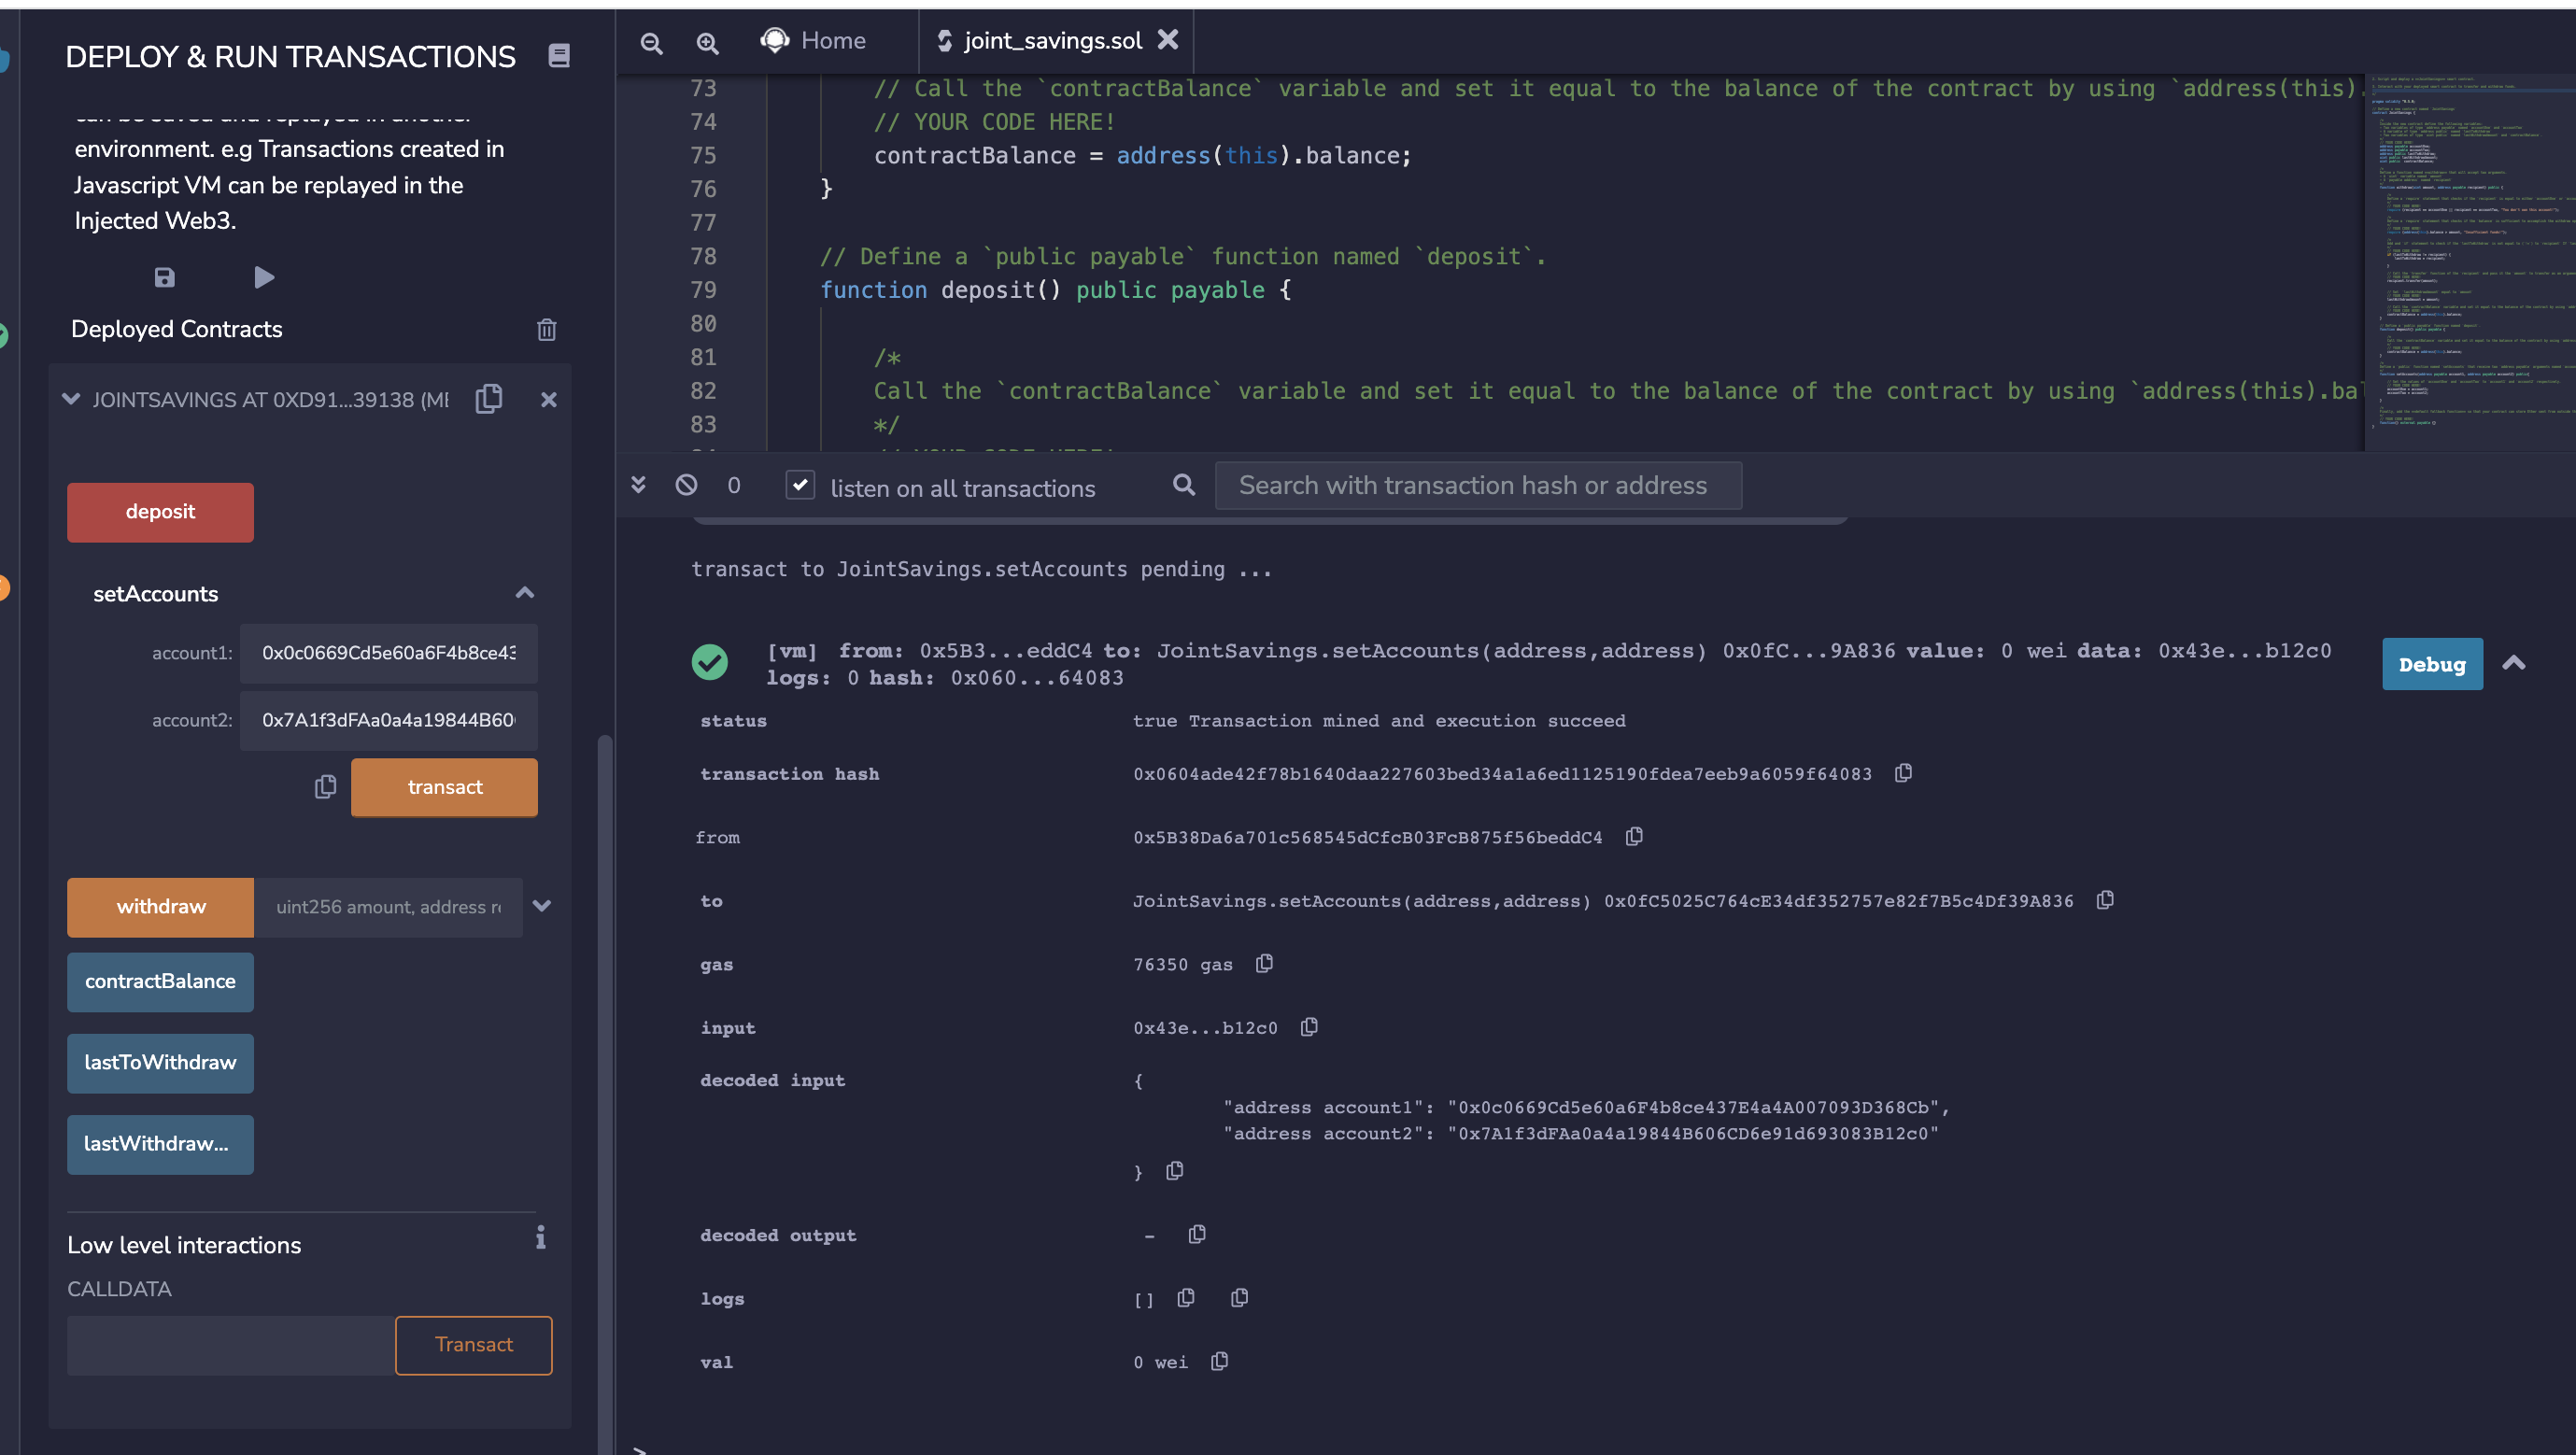 DEPLOY & RUN TRANSACTIONS
environment. e.g Transactions created in
Javascript VM can be replayed in the
Injected Web3.
Deployed Contracts
JOINTSAVINGS AT 0XD91...39138 (ME
deposit
setAccounts
account1: 0x0c0669Cd5e60a6F4b8ce43
account2: 0x7A1f3dFAa0a4a19844B60
transact
withdraw uint256 amount, address re
contractBalance
lastToWithdraw
lastWithdraw...
Low level interactions
CALLDATA
Transact
Home
joint_savings.sol
73 // Call the `contractBalance` variable and set it equal to the balance of the contract by using `address(this).
74 // YOUR CODE HERE!
75 contractBalance = address(this).balance;
76 }
77
78 // Define a `public payable` function named `deposit`.
79 function deposit() public payable {
80
81 /*
82 Call the `contractBalance` variable and set it equal to the balance of the contract by using `address(this).bal
83 */
0 listen on all transactions Search with transaction hash or address
transact to JointSavings.setAccounts pending ...
[vm] from: 0x5B3...eddC4 to: JointSavings.setAccounts(address,address) 0x0fC...9A836 value: 0 wei data: 0x43e...b12c0
logs: 0 hash: 0x060...64083
Debug
status true Transaction mined and execution succeed
transaction hash 0x0604ade42f78b1640daa227603bed34a1a6ed1125190fdea7eeb9a6059f64083
from 0x5B38Da6a701c568545dCfcB03FcB875f56beddC4
to JointSavings.setAccounts(address,address) 0x0fC5025C764cE34df352757e82f7B5c4Df39A836
gas 76350 gas
input 0x43e...b12c0
decoded input {
"address account1": "0x0c0669Cd5e60a6F4b8ce437E4a4A007093D368Cb",
"address account2": "0x7A1f3dFAa0a4a19844B606CD6e91d693083B12c0"
}
decoded output -
logs []
val 0 wei
>